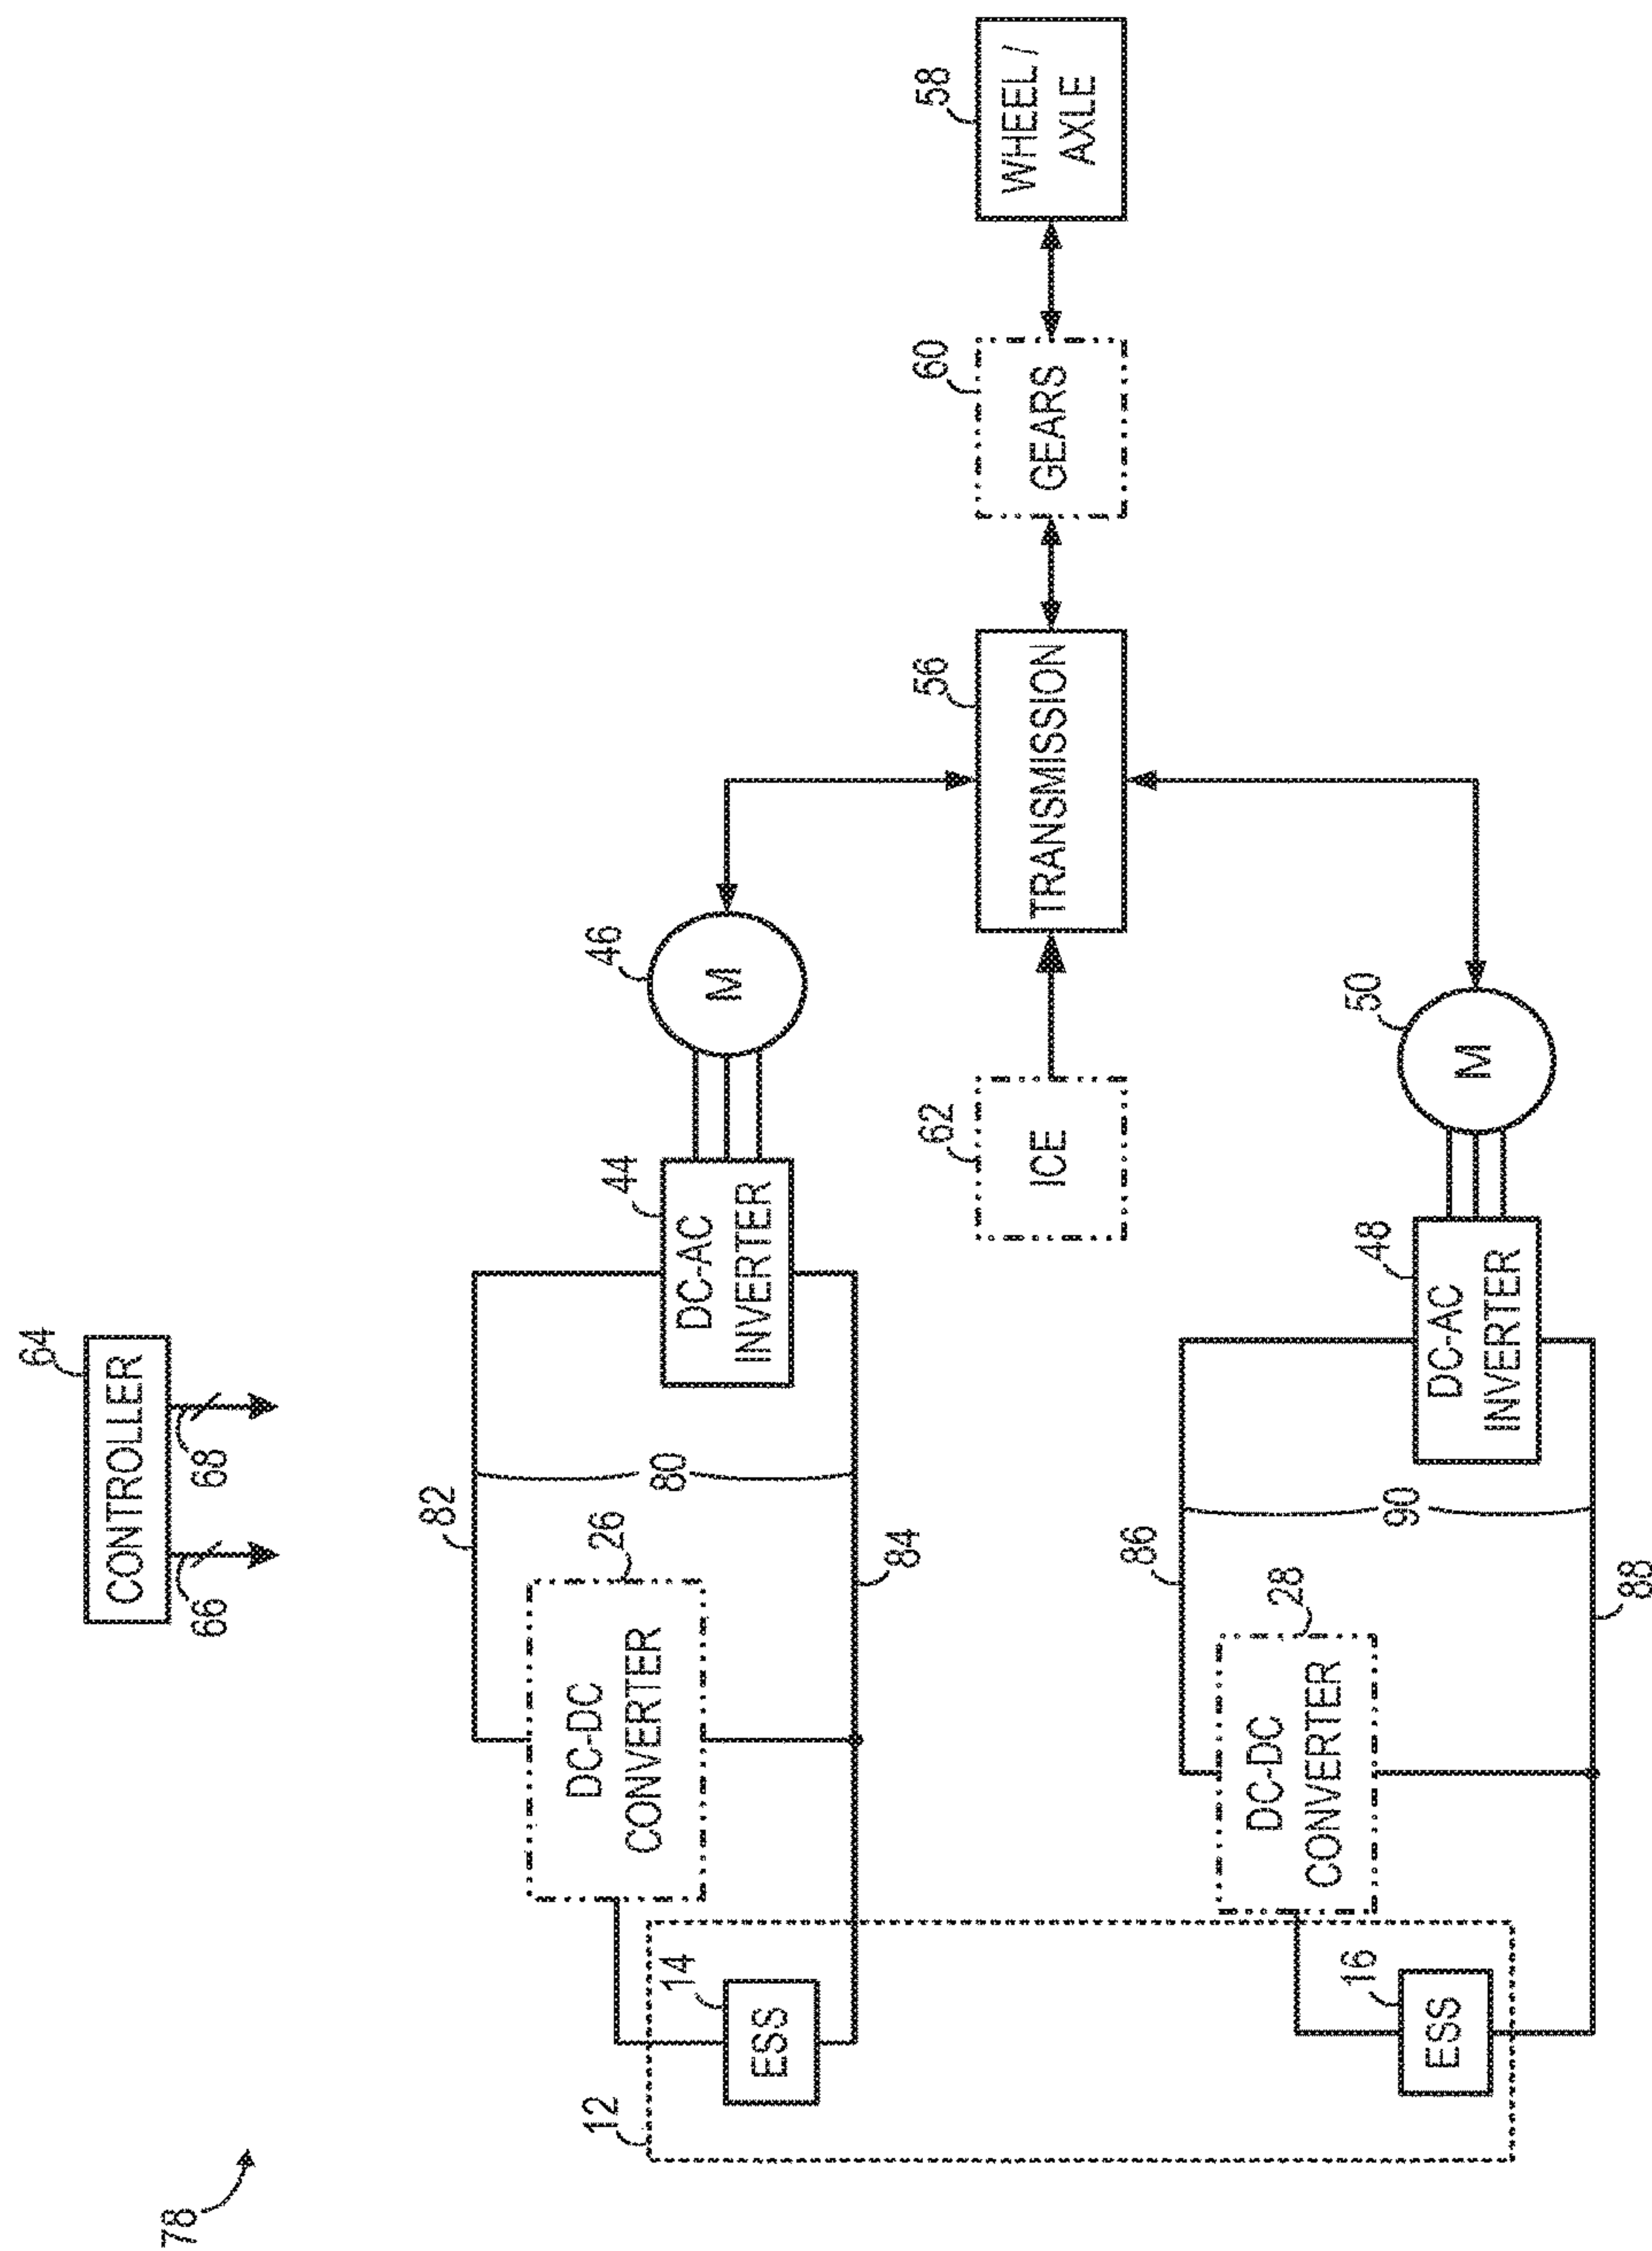 78
64
CONTROLLER
66
68
82
80
84
26
DC-DC
CONVERTER
44
DC-AC
INVERTER
46
M
12
14
ESS
62
ICE
56
TRANSMISSION
60
GEARS
58
WHEEL /
AXLE
86
90
88
28
DC-DC
CONVERTER
48
DC-AC
INVERTER
50
M
16
ESS